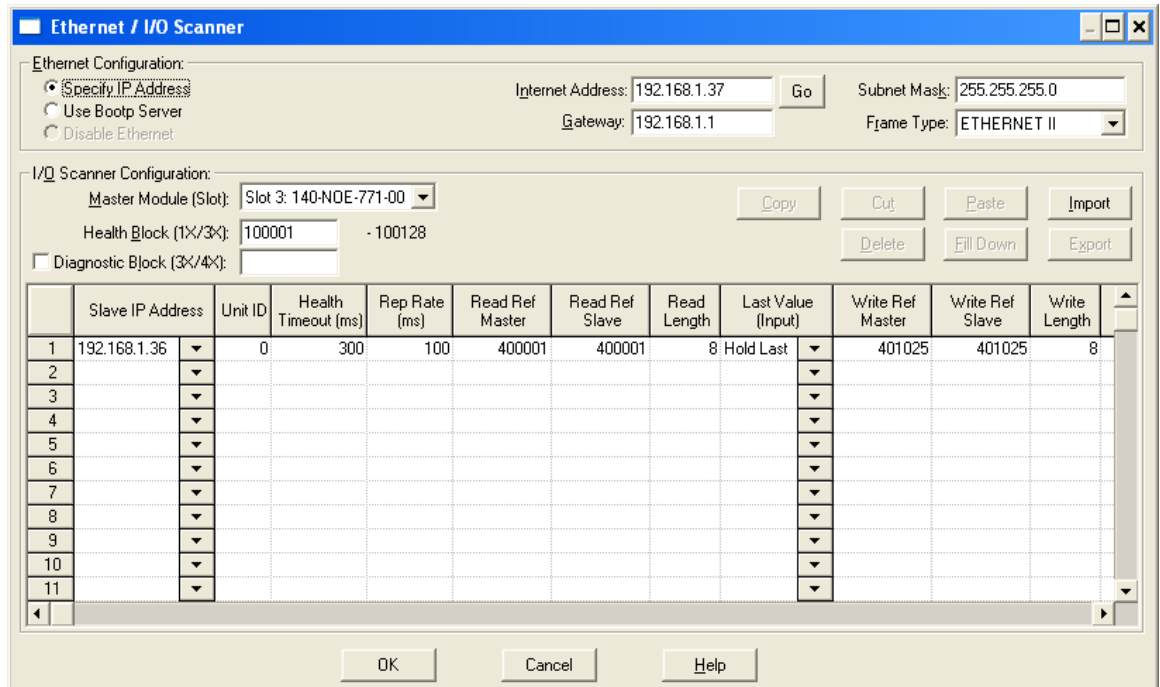 Ethernet / I/O Scanner
Ethernet Configuration:
Specify IP Address
Use Bootp Server
Disable Ethernet
Internet Address: 192.168.1.37 Go
Gateway: 192.168.1.1
Subnet Mask: 255.255.255.0
Frame Type: ETHERNET II
I/O Scanner Configuration:
Master Module (Slot): Slot 3: 140-NOE-771-00
Health Block (1X/3X): 100001 - 100128
Diagnostic Block (3X/4X):
Copy Cut Paste Import
Delete Fill Down Export
Slave IP Address Unit ID Health Timeout (ms) Rep Rate (ms) Read Ref Master Read Ref Slave Read Length Last Value (Input) Write Ref Master Write Ref Slave Write Length
1 192.168.1.36 0 300 100 400001 400001 8 Hold Last 401025 401025 8
2
3
4
5
6
7
8
9
10
11
OK Cancel Help